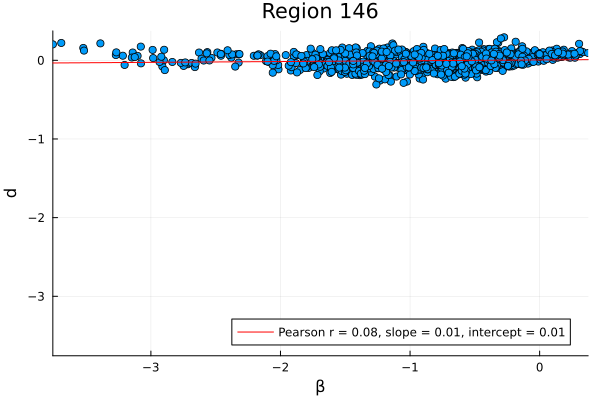 Region 146
0
−1
−2
−3
d
Pearson r = 0.08, slope = 0.01, intercept = 0.01
−3
−2
−1
0
β